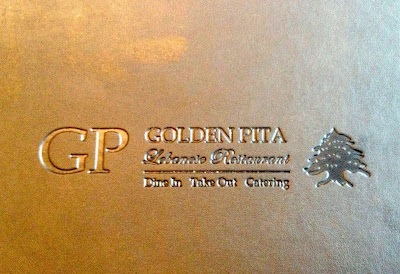 GP
GOLDEN PITA
Lebanese Restaurant
Dine In Take Out Catering